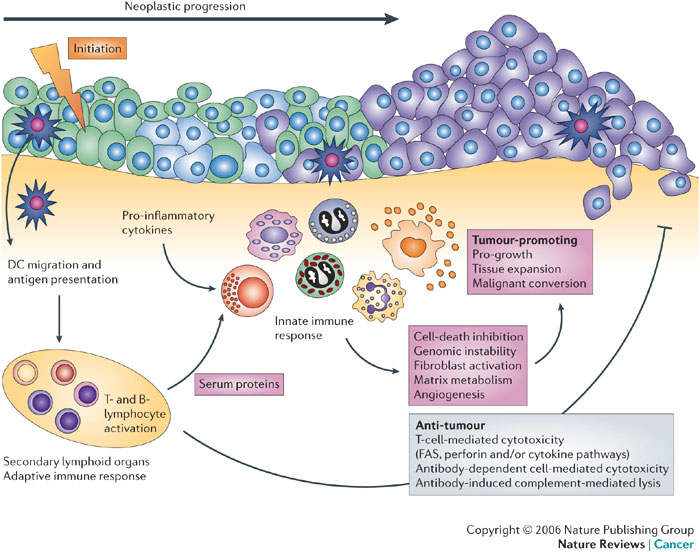 Neoplastic progression
Initiation
Pro-inflammatory
cytokines
DC migration and
antigen presentation
Tumour-promoting
Pro-growth
Tissue expansion
Malignant conversion
Innate immune
response
Cell-death inhibition
Genomic instability
Fibroblast activation
Matrix metabolism
Angiogenesis
Serum proteins
T- and B-
lymphocyte
activation
Secondary lymphoid organs
Adaptive immune response
Anti-tumour
T-cell-mediated cytotoxicity
(FAS, perforin and/or cytokine pathways)
Antibody-dependent cell-mediated cytotoxicity
Antibody-induced complement-mediated lysis
Copyright © 2006 Nature Publishing Group
Nature Reviews | Cancer